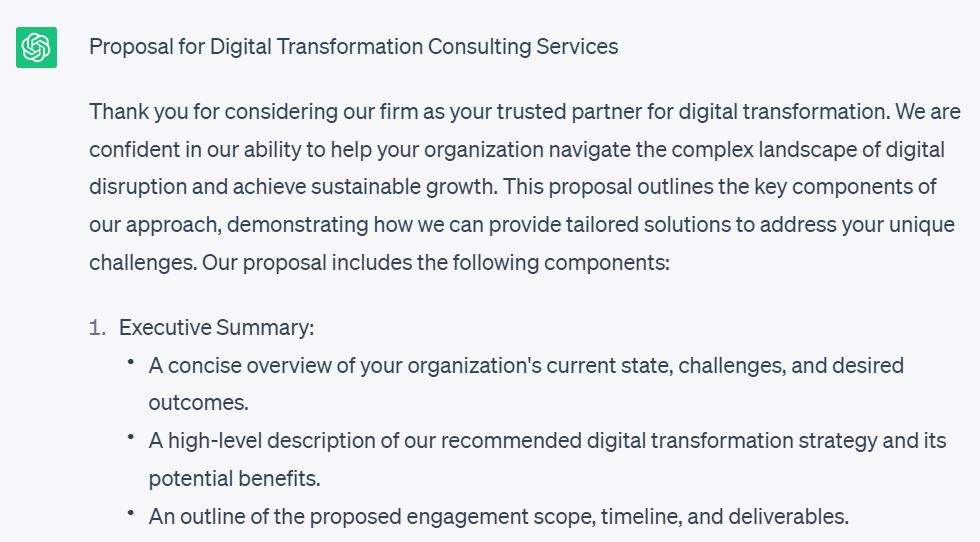 Proposal for Digital Transformation Consulting Services
Thank you for considering our firm as your trusted partner for digital transformation. We are
confident in our ability to help your organization navigate the complex landscape of digital
disruption and achieve sustainable growth. This proposal outlines the key components of
our approach, demonstrating how we can provide tailored solutions to address your unique
challenges. Our proposal includes the following components:
1. Executive Summary:
• A concise overview of your organization's current state, challenges, and desired
outcomes.
• A high-level description of our recommended digital transformation strategy and its
potential benefits.
• An outline of the proposed engagement scope, timeline, and deliverables.